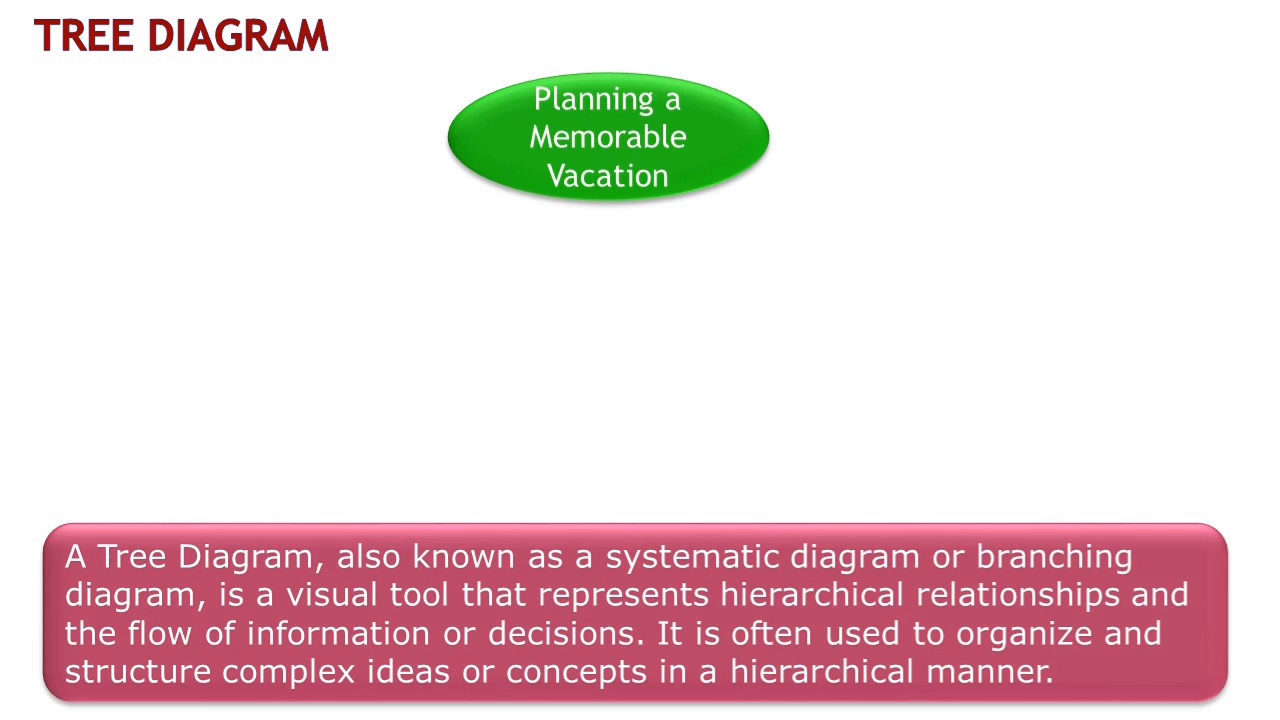 TREE DIAGRAM
Planning a
Memorable
Vacation
A Tree Diagram, also known as a systematic diagram or branching
diagram, is a visual tool that represents hierarchical relationships and
the flow of information or decisions. It is often used to organize and
structure complex ideas or concepts in a hierarchical manner.